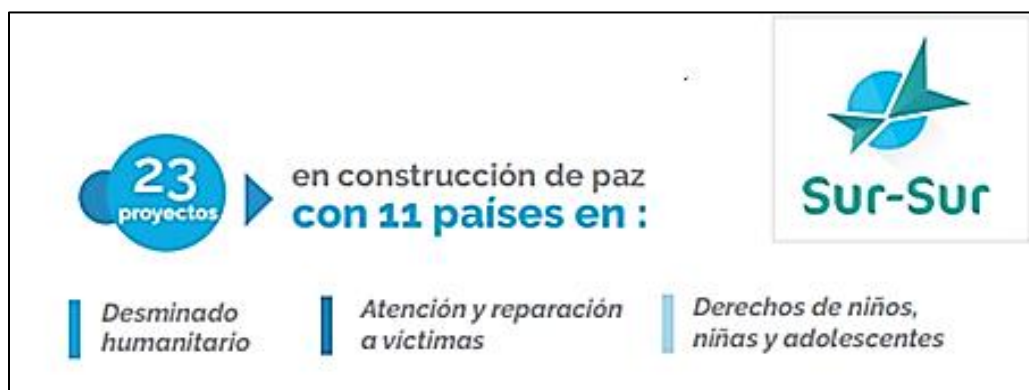 23
proyectos
en construcción de paz
con 11 países en :
Sur-Sur
Desminado
humanitario
Atención y reparación
a víctimas
Derechos de niños,
niñas y adolescentes